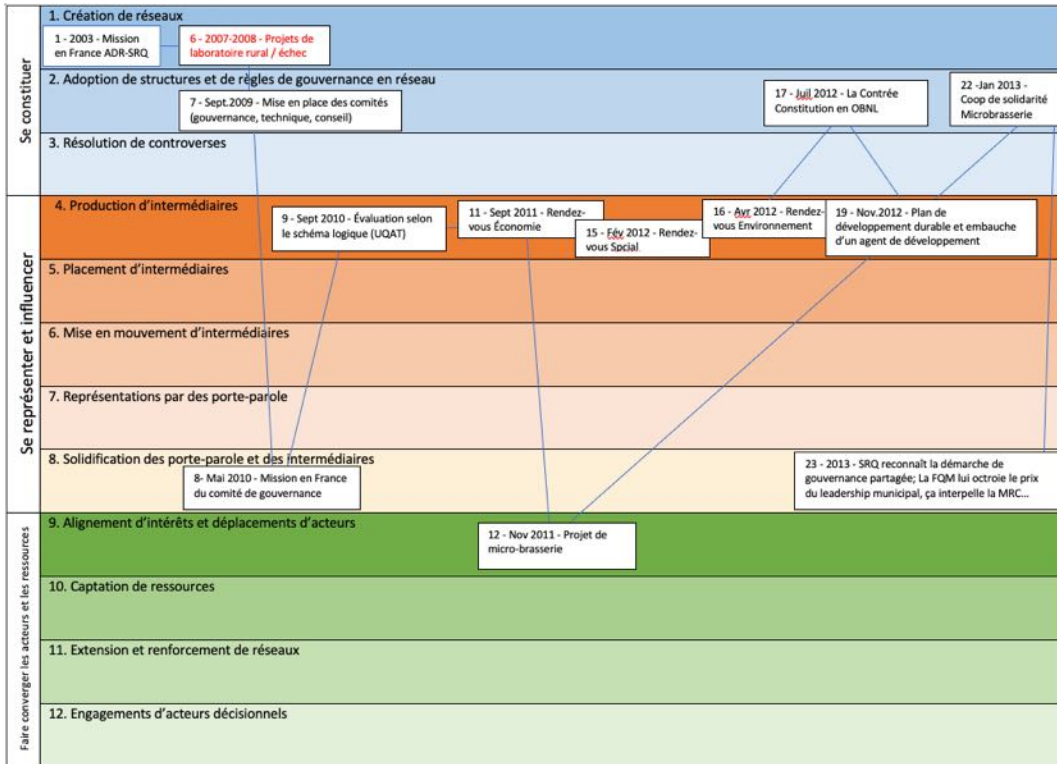 Se constituer
1. Création de réseaux
1 - 2003 - Mission
en France ADR-SRQ
6 - 2007-2008 - Projets de
laboratoire rural / échec
2. Adoption de structures et de règles de gouvernance en réseau
7 - Sept.2009 - Mise en place des comités
(gouvernance, technique, conseil)
17 - Juil 2012 - La Contrée
Constitution en OBNL
22 -Jan 2013 -
Coop de solidarité
Microbrasserie
3. Résolution de controverses
Se représenter et influencer
4. Production d'intermédiaires
9 - Sept 2010 - Évaluation selon
le schéma logique (UQAT)
11 - Sept 2011 - Rendez-
vous Économie
15 - Fév 2012 - Rendez-
vous Social
16 - Avr 2012 - Rendez-
vous Environnement
19 - Nov.2012 - Plan de
développement durable et embauche
d'un agent de développement
5. Placement d'intermédiaires
6. Mise en mouvement d'intermédiaires
7. Représentations par des porte-parole
8. Solidification des porte-parole et des intermédiaires
8- Mai 2010 - Mission en France
du comité de gouvernance
23 - 2013 - SRQ reconnaît la démarche de
gouvernance partagée; La FQM lui octroie le prix
du leadership municipal, ça interpelle la MRC...
Faire converger les acteurs et les ressources
9. Alignement d'intérêts et déplacements d'acteurs
12 - Nov 2011 - Projet de
micro-brasserie
10. Captation de ressources
11. Extension et renforcement de réseaux
12. Engagements d'acteurs décisionnels